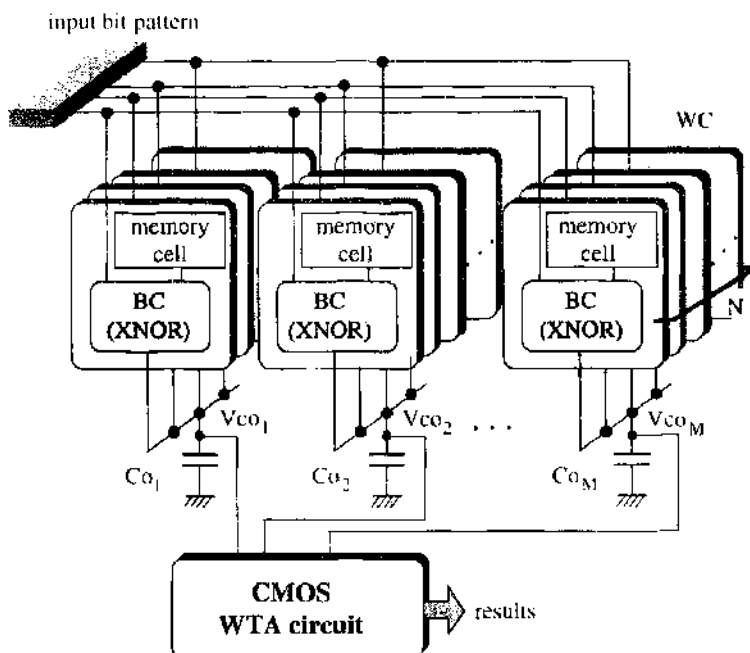 input bit pattern
WC
memory
cell
memory
cell
memory
cell
BC
(XNOR)
BC
(XNOR)
BC
(XNOR)
N
Vco1
Vco2
. . .
VcoM
Co1
Co2
CoM
CMOS
WTA circuit
results